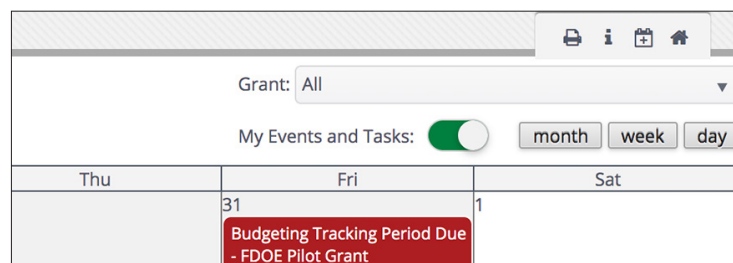 Grant: All
My Events and Tasks: month week day
Thu Fri Sat
31 1
Budgeting Tracking Period Due
- FDOE Pilot Grant